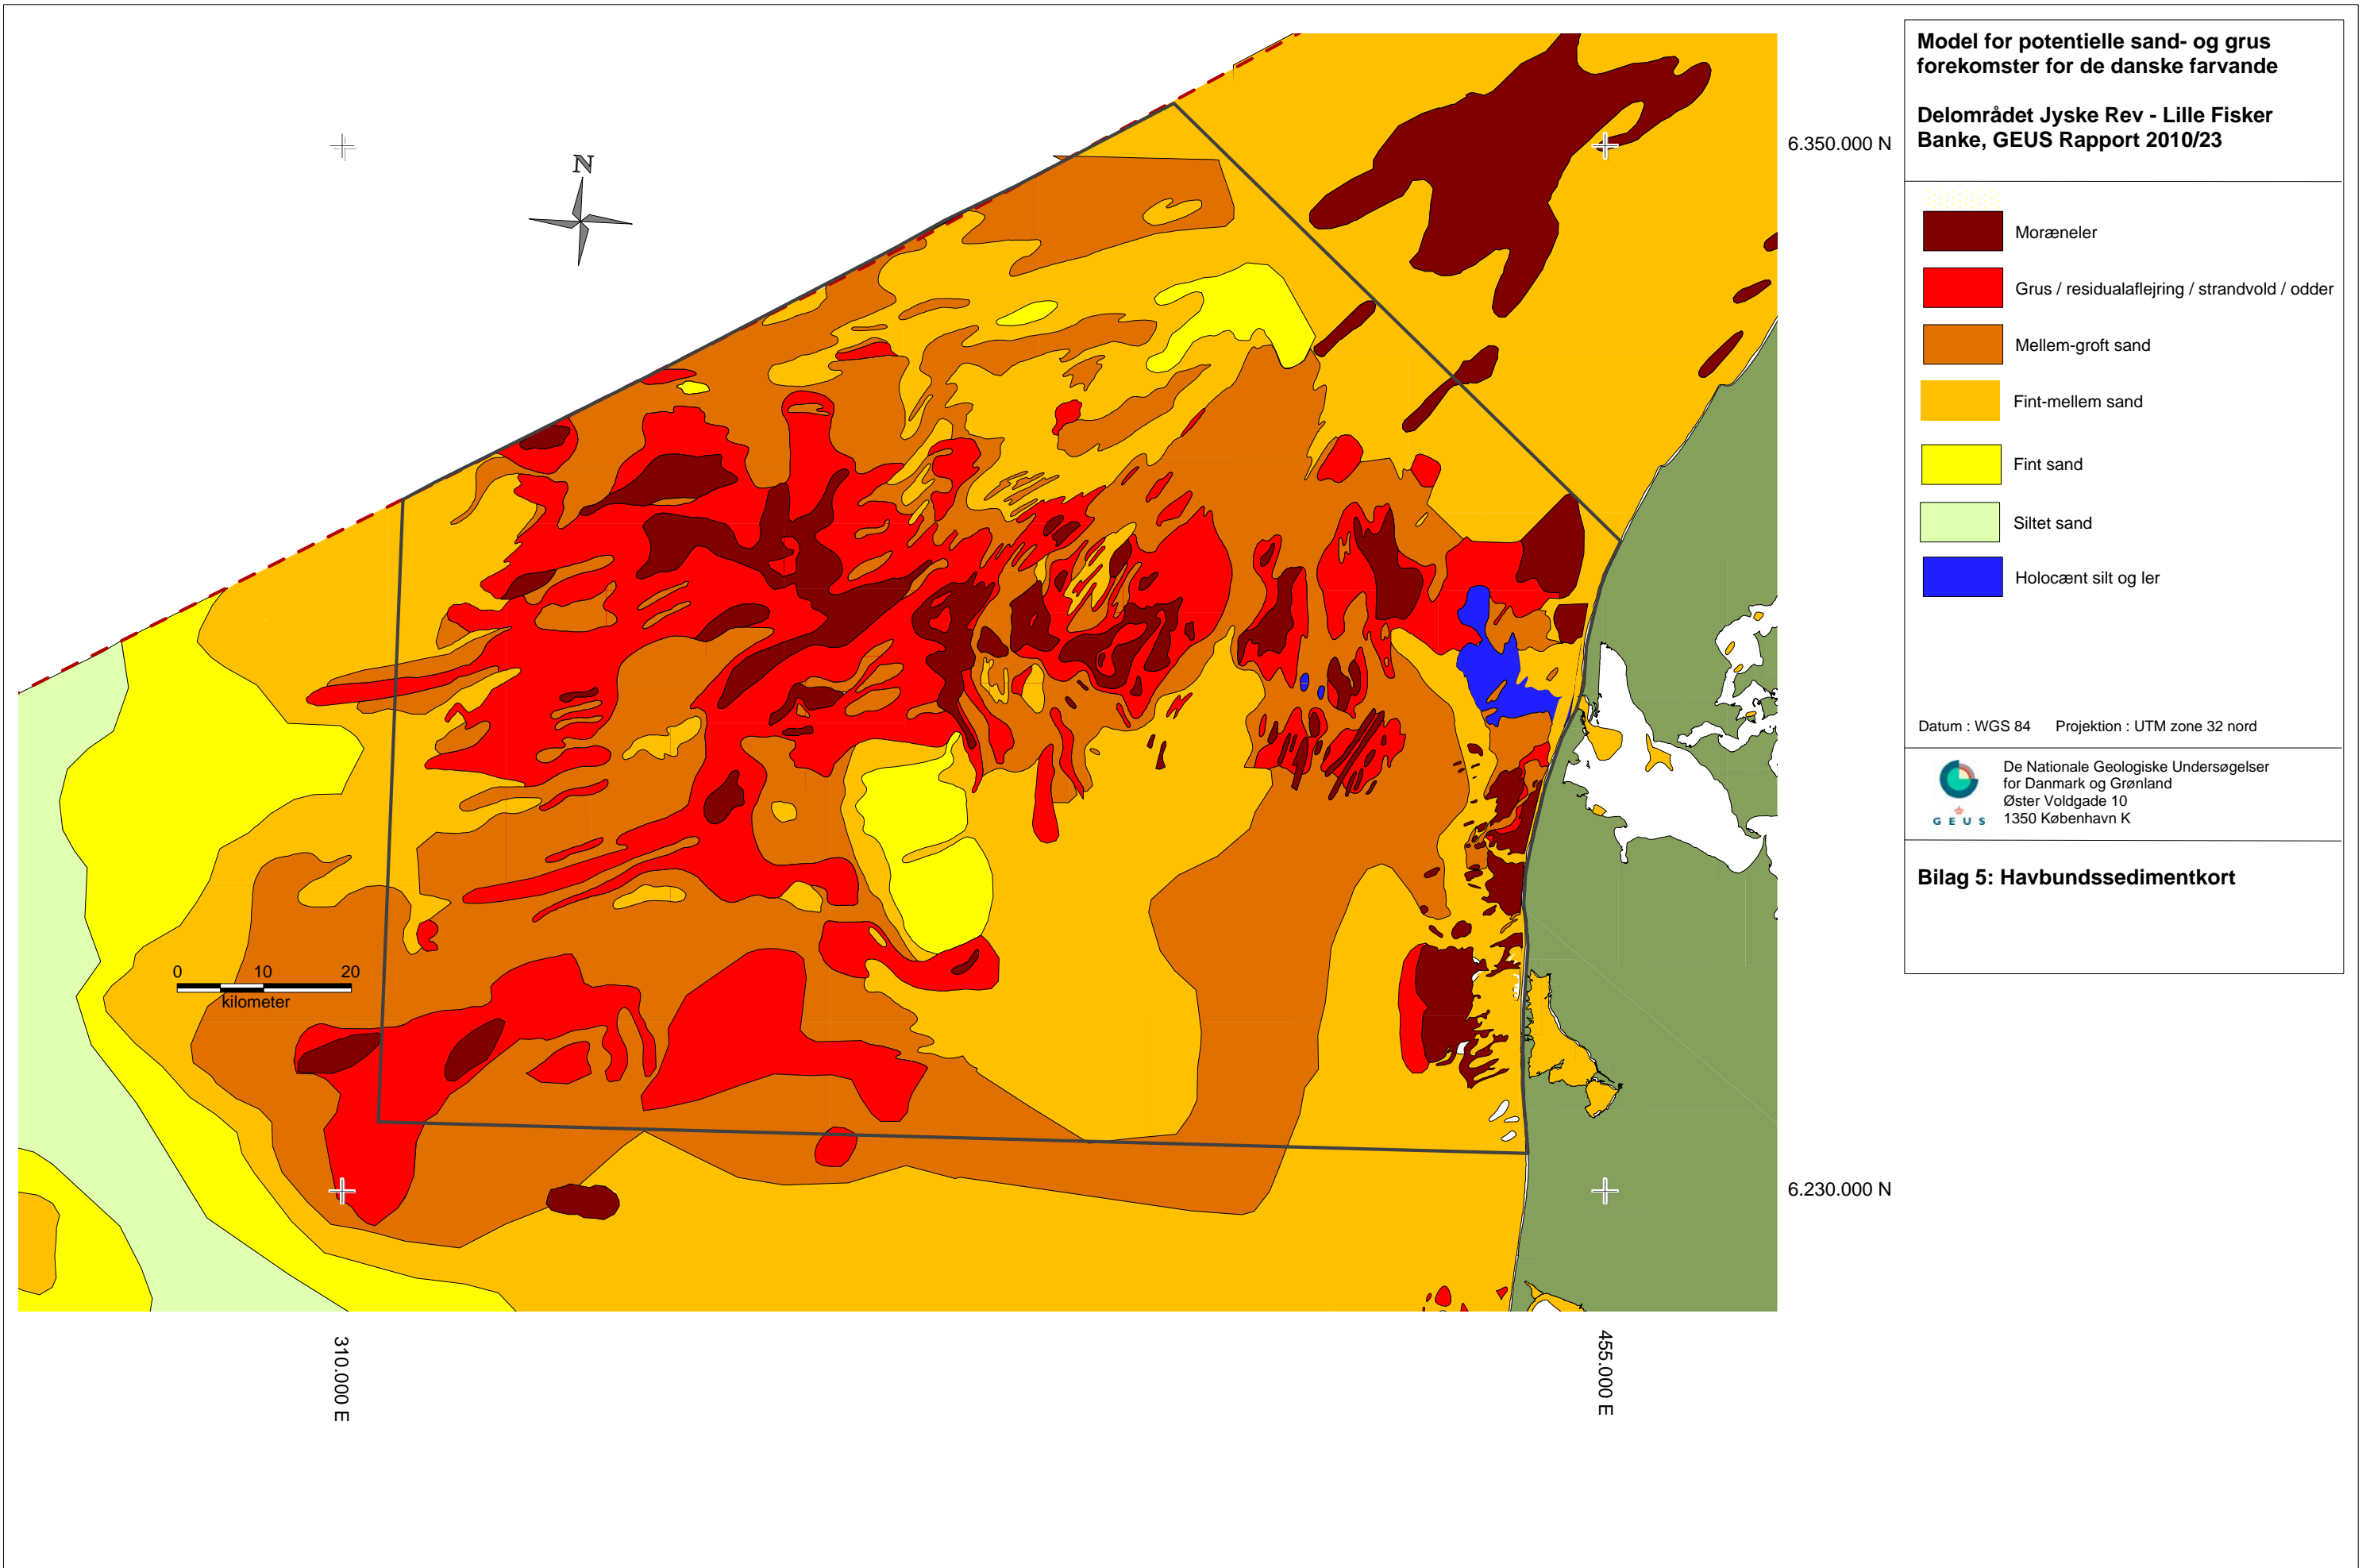 Model for potentielle sand- og grus
forekomster for de danske farvande
Delområdet Jyske Rev - Lille Fisker
Banke, GEUS Rapport 2010/23
Moræneler
Grus / residualaflejring / strandvold / odder
Mellem-groft sand
Fint-mellem sand
Fint sand
Siltet sand
Holocænt silt og ler
Datum : WGS 84 Projektion : UTM zone 32 nord
De Nationale Geologiske Undersøgelser
for Danmark og Grønland
Øster Voldgade 10
1350 København K
G E U S
Bilag 5: Havbundssedimentkort
N
6.350.000 N
6.230.000 N
0 10 20
kilometer
310.000 E
455.000 E